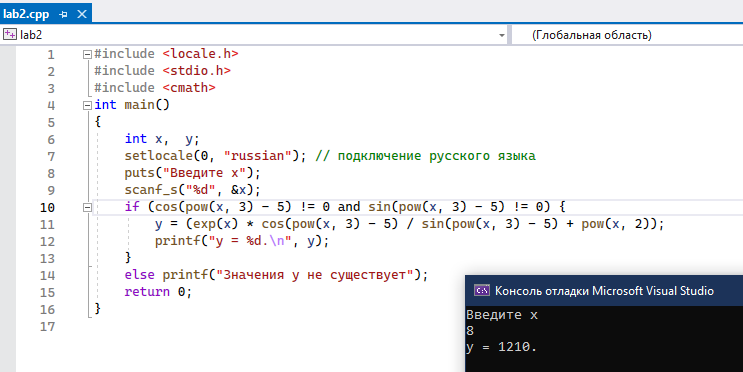 lab2.cpp
lab2
(Глобальная область)
1 #include <locale.h>
2 #include <stdio.h>
3 #include <cmath>
4 int main()
5 {
6 int x, y;
7 setlocale(0, "russian"); // подключение русского языка
8 puts("Введите x");
9 scanf_s("%d", &x);
10 if (cos(pow(x, 3) - 5) != 0 and sin(pow(x, 3) - 5) != 0) {
11 y = (exp(x) * cos(pow(x, 3) - 5) / sin(pow(x, 3) - 5) + pow(x, 2));
12 printf("y = %d.\n", y);
13 }
14 else printf("Значения y не существует");
15 return 0;
16 }
17
Консоль отладки Microsoft Visual Studio
Введите x
8
y = 1210.